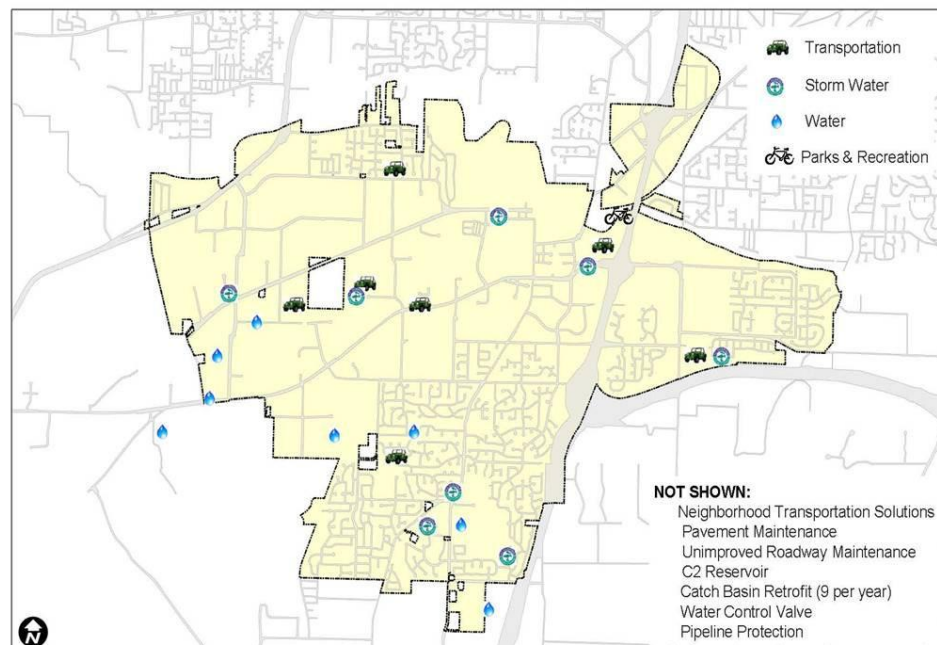 Transportation
Storm Water
Water
Parks & Recreation
NOT SHOWN:
Neighborhood Transportation Solutions
Pavement Maintenance
Unimproved Roadway Maintenance
C2 Reservoir
Catch Basin Retrofit (9 per year)
Water Control Valve
Pipeline Protection
N